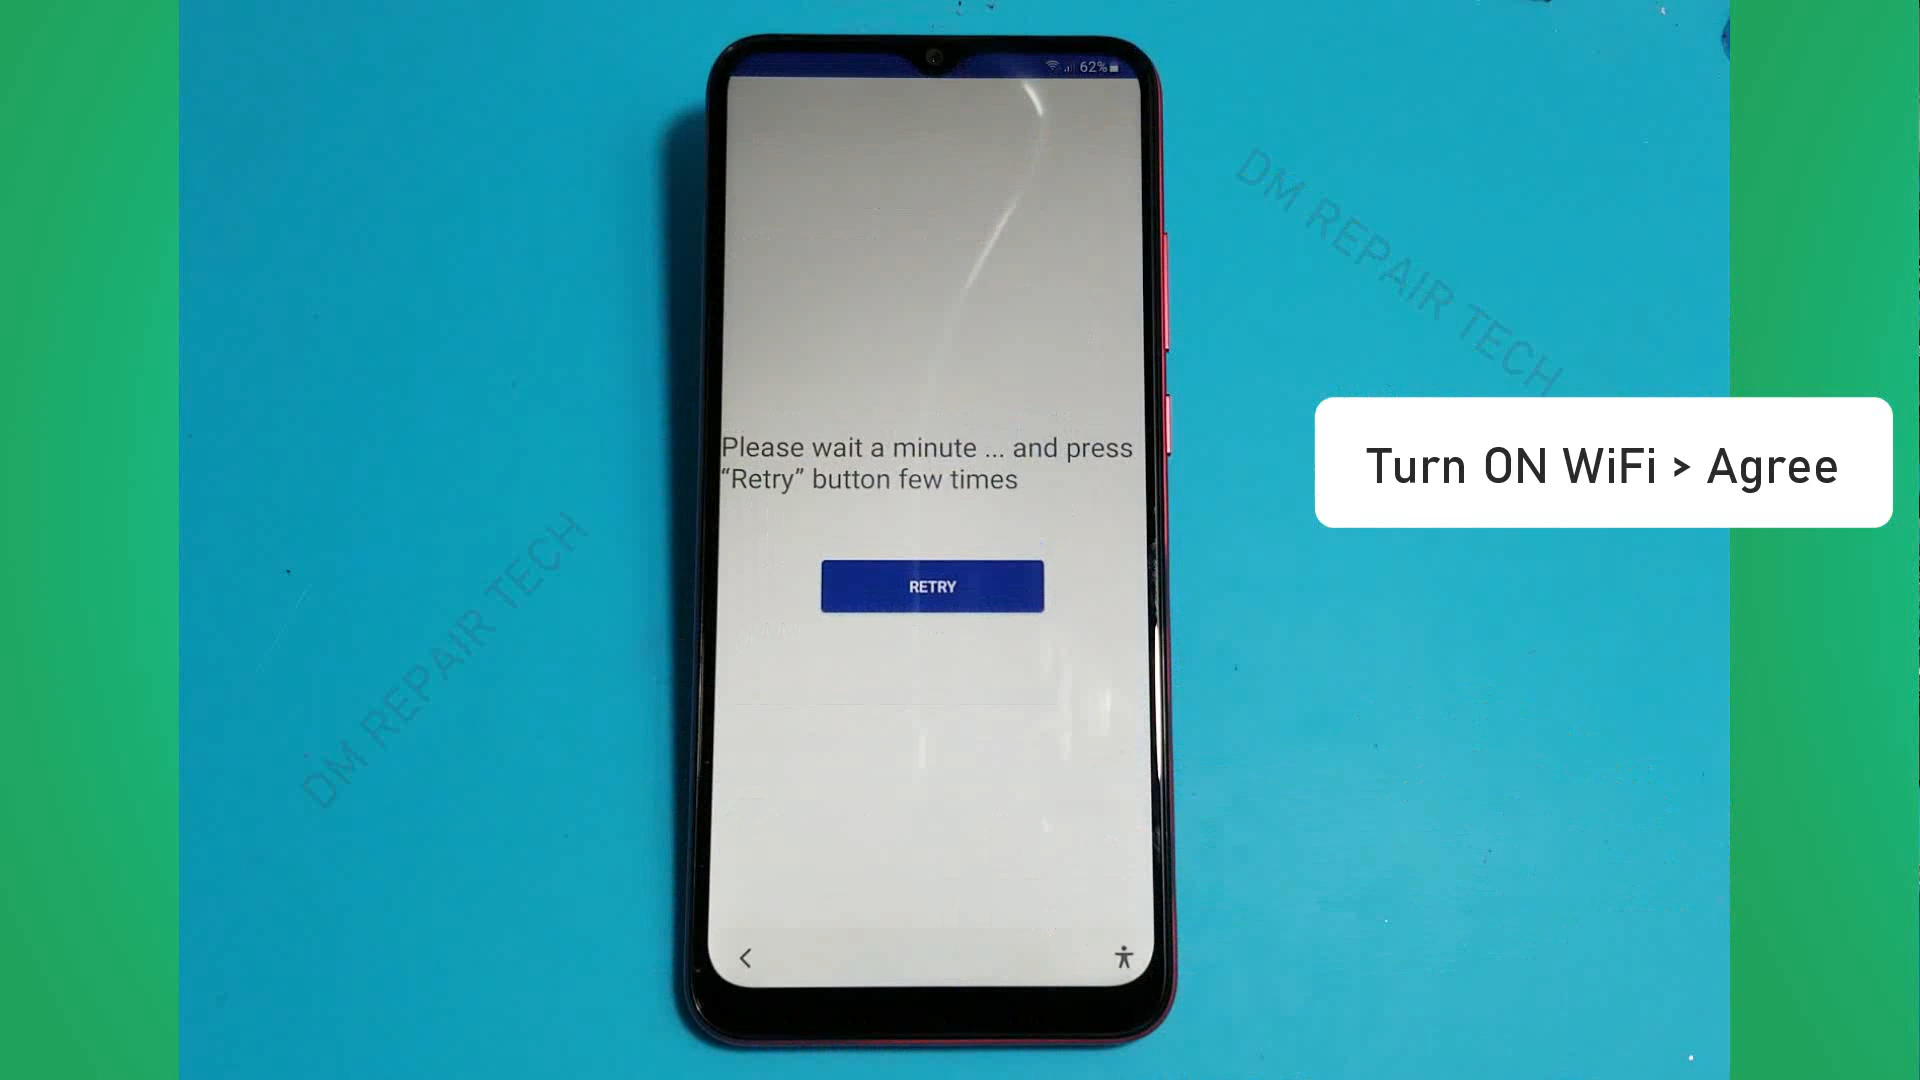 62%
DM REPAIR TECH
Please wait a minute ... and press
“Retry” button few times
Turn ON WiFi > Agree
RETRY
DM REPAIR TECH